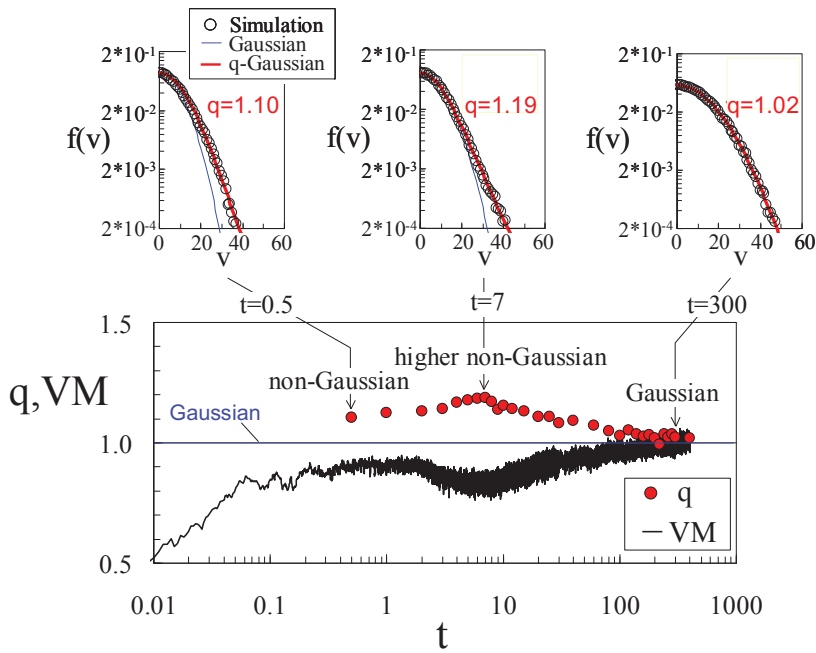 Simulation
Gaussian
q-Gaussian
2*10-1
2*10-2
2*10-3
2*10-4
f(v)
q=1.10
0 20 40 60
v
2*10-1
2*10-2
2*10-3
2*10-4
f(v)
q=1.19
0 20 40 60
v
2*10-1
2*10-2
2*10-3
2*10-4
f(v)
q=1.02
0 20 40 60
v
t=0.5
t=7
t=300
1.5
1.0
0.5
q,VM
non-Gaussian
higher non-Gaussian
Gaussian
Gaussian
q
VM
0.01 0.1 1 10 100 1000
t